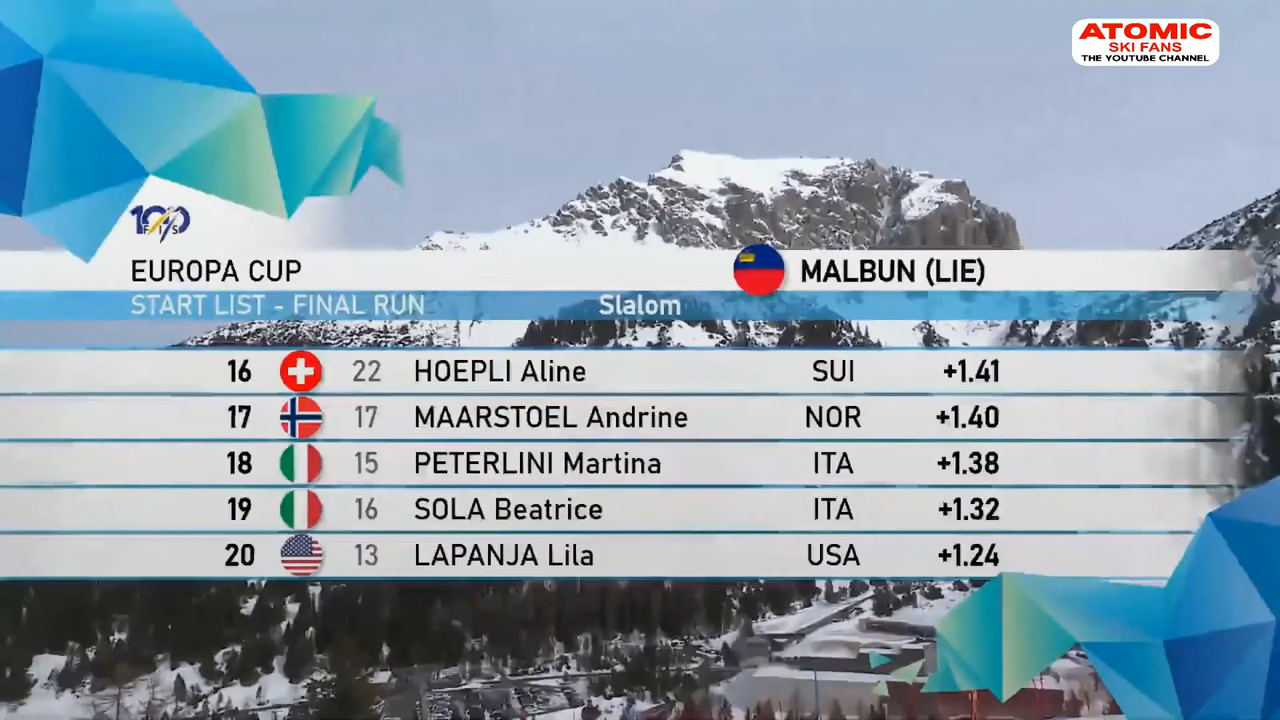 ATOMIC
SKI FANS
THE YOUTUBE CHANNEL
100
FIS
EUROPA CUP MALBUN (LIE)
START LIST - FINAL RUN Slalom
16 22 HOEPLI Aline SUI +1.41
17 17 MAARSTOEL Andrine NOR +1.40
18 15 PETERLINI Martina ITA +1.38
19 16 SOLA Beatrice ITA +1.32
20 13 LAPANJA Lila USA +1.24